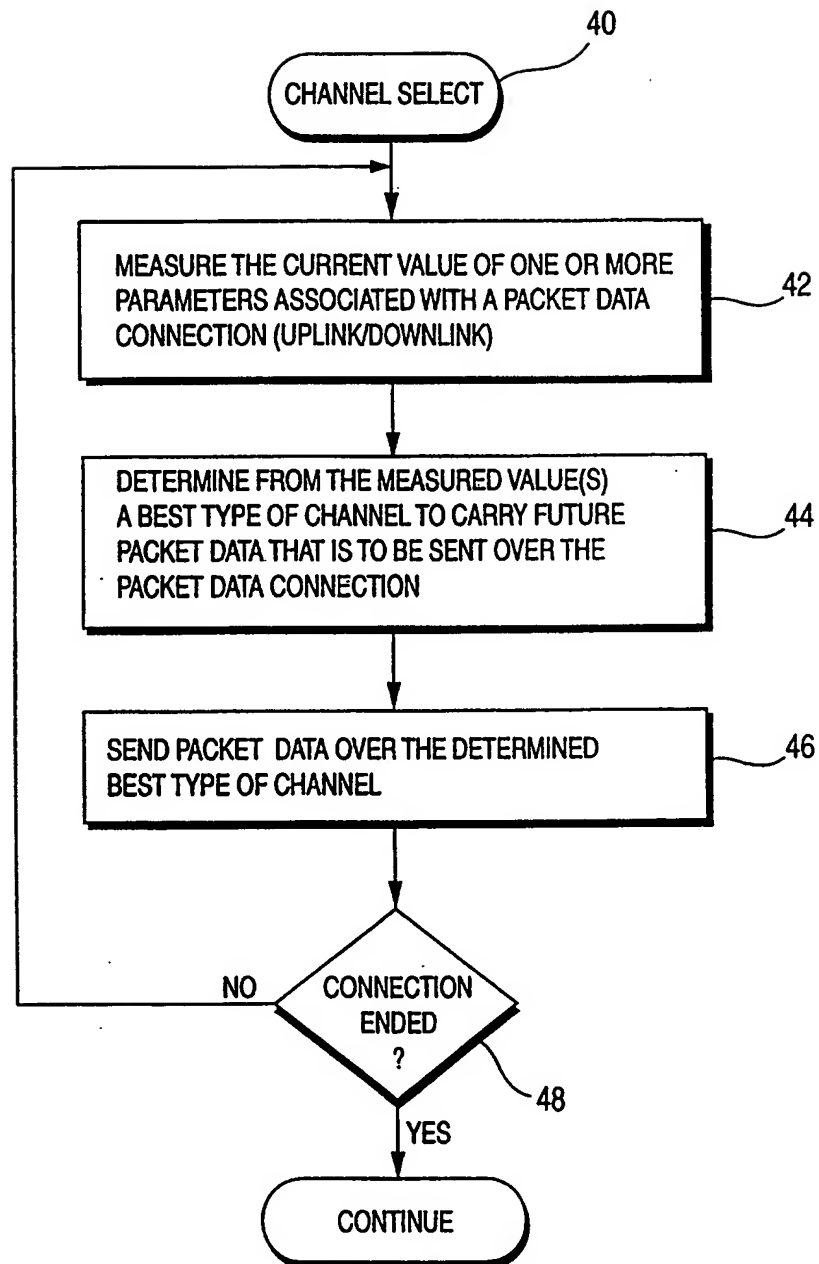 40
CHANNEL SELECT
MEASURE THE CURRENT VALUE OF ONE OR MORE
PARAMETERS ASSOCIATED WITH A PACKET DATA
CONNECTION (UPLINK/DOWNLINK)
42
DETERMINE FROM THE MEASURED VALUE(S)
A BEST TYPE OF CHANNEL TO CARRY FUTURE
PACKET DATA THAT IS TO BE SENT OVER THE
PACKET DATA CONNECTION
44
SEND PACKET DATA OVER THE DETERMINED
BEST TYPE OF CHANNEL
46
NO
CONNECTION
ENDED
?
48
YES
CONTINUE